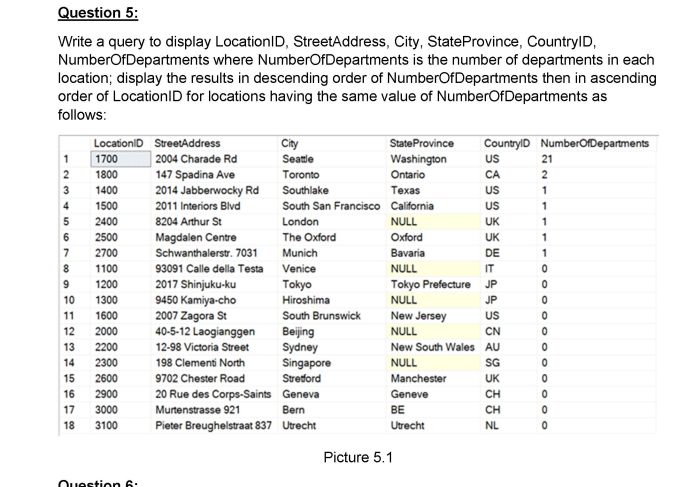 Question 5:
Write a query to display LocationID, StreetAddress, City, StateProvince, CountryID,
NumberOfDepartments where NumberOfDepartments is the number of departments in each
location; display the results in descending order of NumberOfDepartments then in ascending
order of LocationID for locations having the same value of NumberOfDepartments as
follows:
LocationID StreetAddress City StateProvince CountryID NumberOfDepartments
1 1700 2004 Charade Rd Seattle Washington US 21
2 1800 147 Spadina Ave Toronto Ontario CA 2
3 1400 2014 Jabberwocky Rd Southlake Texas US 1
4 1500 2011 Interiors Blvd South San Francisco California US 1
5 2400 8204 Arthur St London NULL UK 1
6 2500 Magdalen Centre The Oxford Oxford UK 1
7 2700 Schwanthalerstr. 7031 Munich Bavaria DE 1
8 1100 93091 Calle della Testa Venice NULL IT 0
9 1200 2017 Shinjuku-ku Tokyo Tokyo Prefecture JP 0
10 1300 9450 Kamiya-cho Hiroshima NULL JP 0
11 1600 2007 Zagora St South Brunswick New Jersey US 0
12 2000 40-5-12 Laogianggen Beijing NULL CN 0
13 2200 12-98 Victoria Street Sydney New South Wales AU 0
14 2300 198 Clementi North Singapore NULL SG 0
15 2600 9702 Chester Road Stretford Manchester UK 0
16 2900 20 Rue des Corps-Saints Geneva Geneve CH 0
17 3000 Murtenstrasse 921 Bern BE CH 0
18 3100 Pieter Breughelstraat 837 Utrecht Utrecht NL 0
Picture 5.1
Question 6: